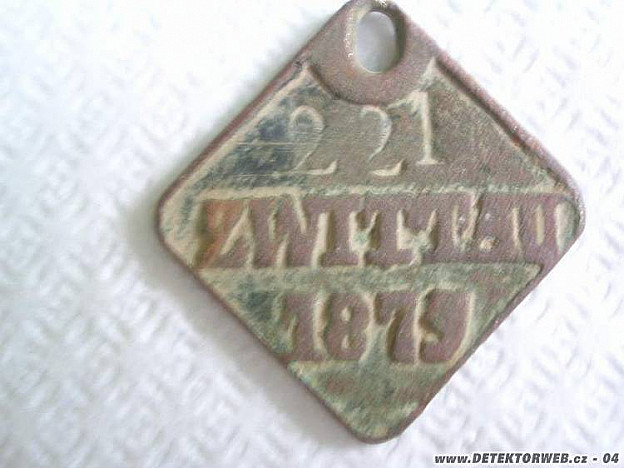 221
ZWITTAU
1879
www.DETEKTORWEB.cz - 04